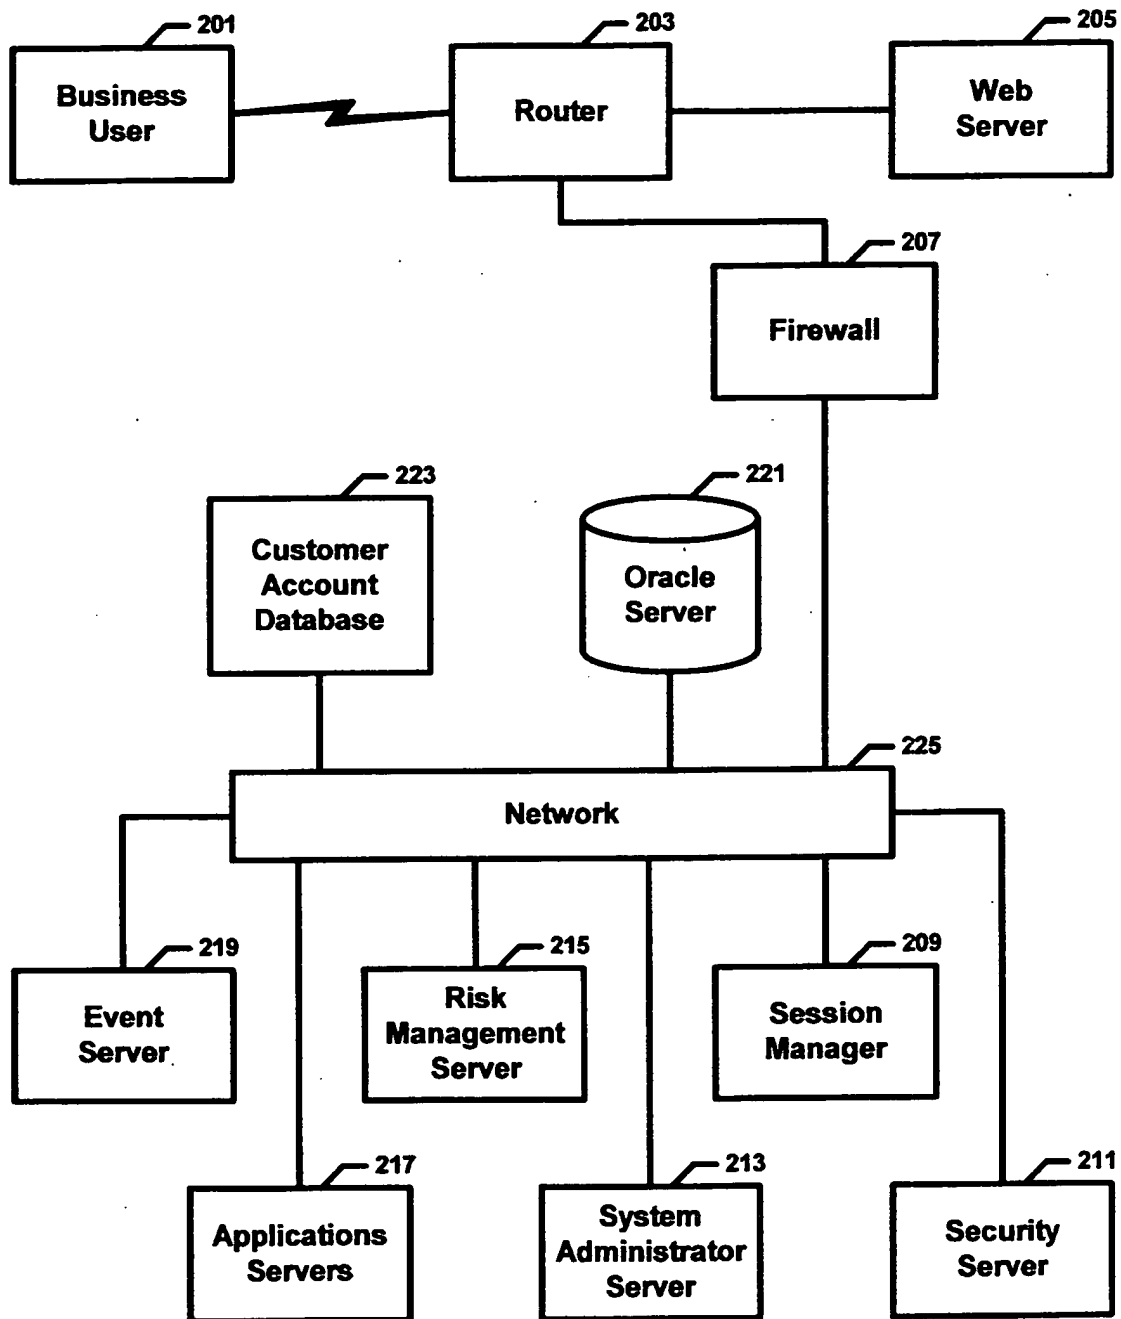 201
Business
User
203
Router
205
Web
Server
207
Firewall
223
Customer
Account
Database
221
Oracle
Server
225
Network
219
Event
Server
215
Risk
Management
Server
209
Session
Manager
217
Applications
Servers
213
System
Administrator
Server
211
Security
Server